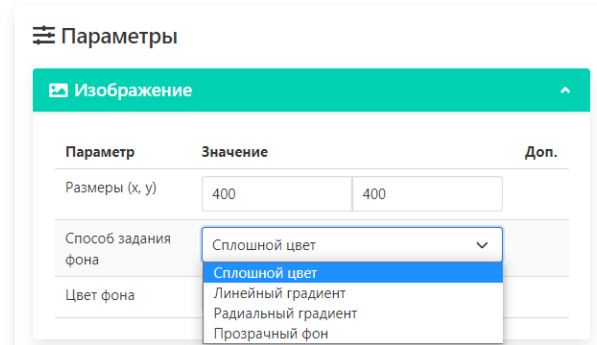 Параметры
Изображение
Параметр Значение Доп.
Размеры (x, y) 400 400
Способ задания
фона
Сплошной цвет
Сплошной цвет
Линейный градиент
Радиальный градиент
Прозрачный фон
Цвет фона